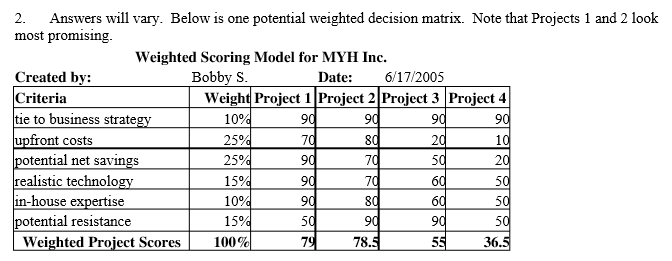 2. Answers will vary. Below is one potential weighted decision matrix. Note that Projects 1 and 2 look
most promising.
Weighted Scoring Model for MYH Inc.
Created by: Bobby S. Date: 6/17/2005
Criteria Weight Project 1 Project 2 Project 3 Project 4
tie to business strategy 10% 90 90 90 90
upfront costs 25% 70 80 20 10
potential net savings 25% 90 70 50 20
realistic technology 15% 90 70 60 50
in-house expertise 10% 90 80 60 50
potential resistance 15% 50 90 90 50
Weighted Project Scores 100% 79 78.5 55 36.5